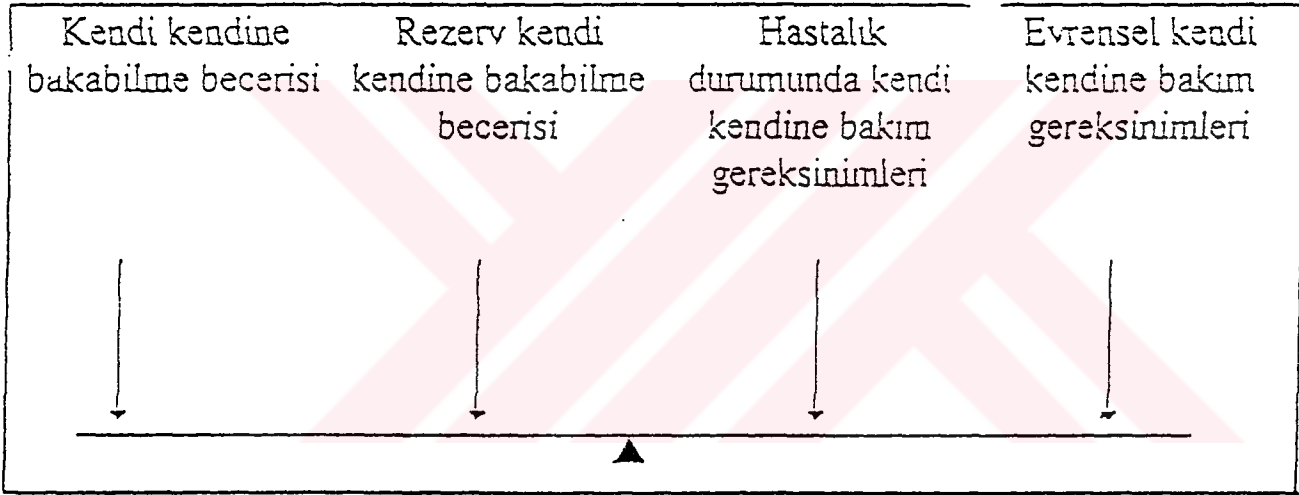 Kendi kendine
bakabilme becerisi
Rezerv kendi
kendine bakabilme
becerisi
Hastalık
durumunda kendi
kendine bakım
gereksinimleri
Evrensel kendi
kendine bakım
gereksinimleri